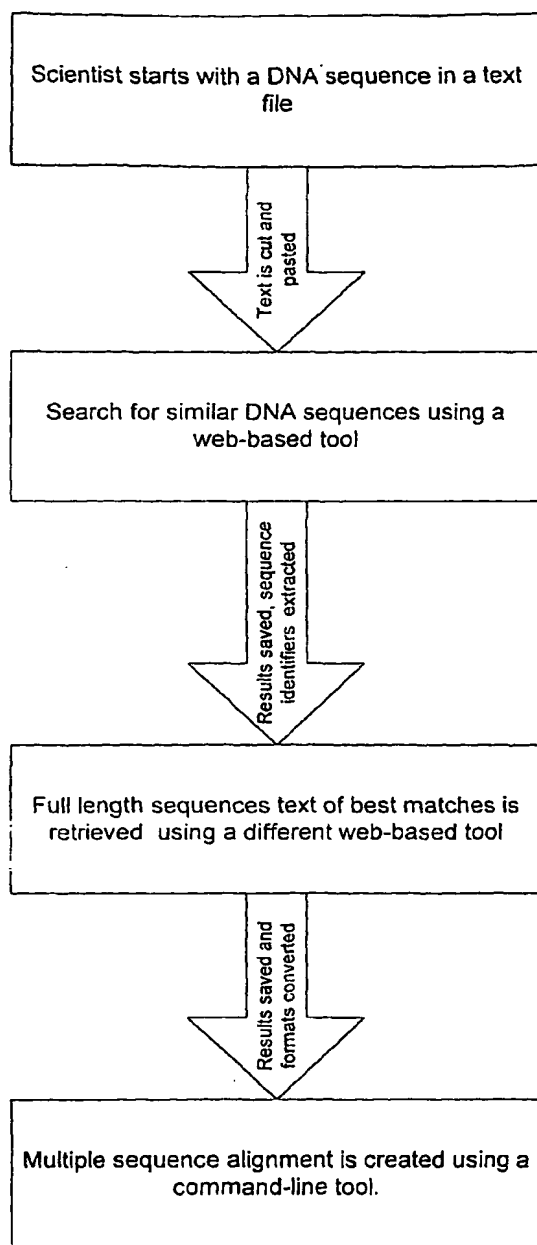 Scientist starts with a DNA sequence in a text
file
Text is cut and
pasted
Search for similar DNA sequences using a
web-based tool
Results saved, sequence
identifiers extracted
Full length sequences text of best matches is
retrieved using a different web-based tool
Results saved and
formats converted
Multiple sequence alignment is created using a
command-line tool.